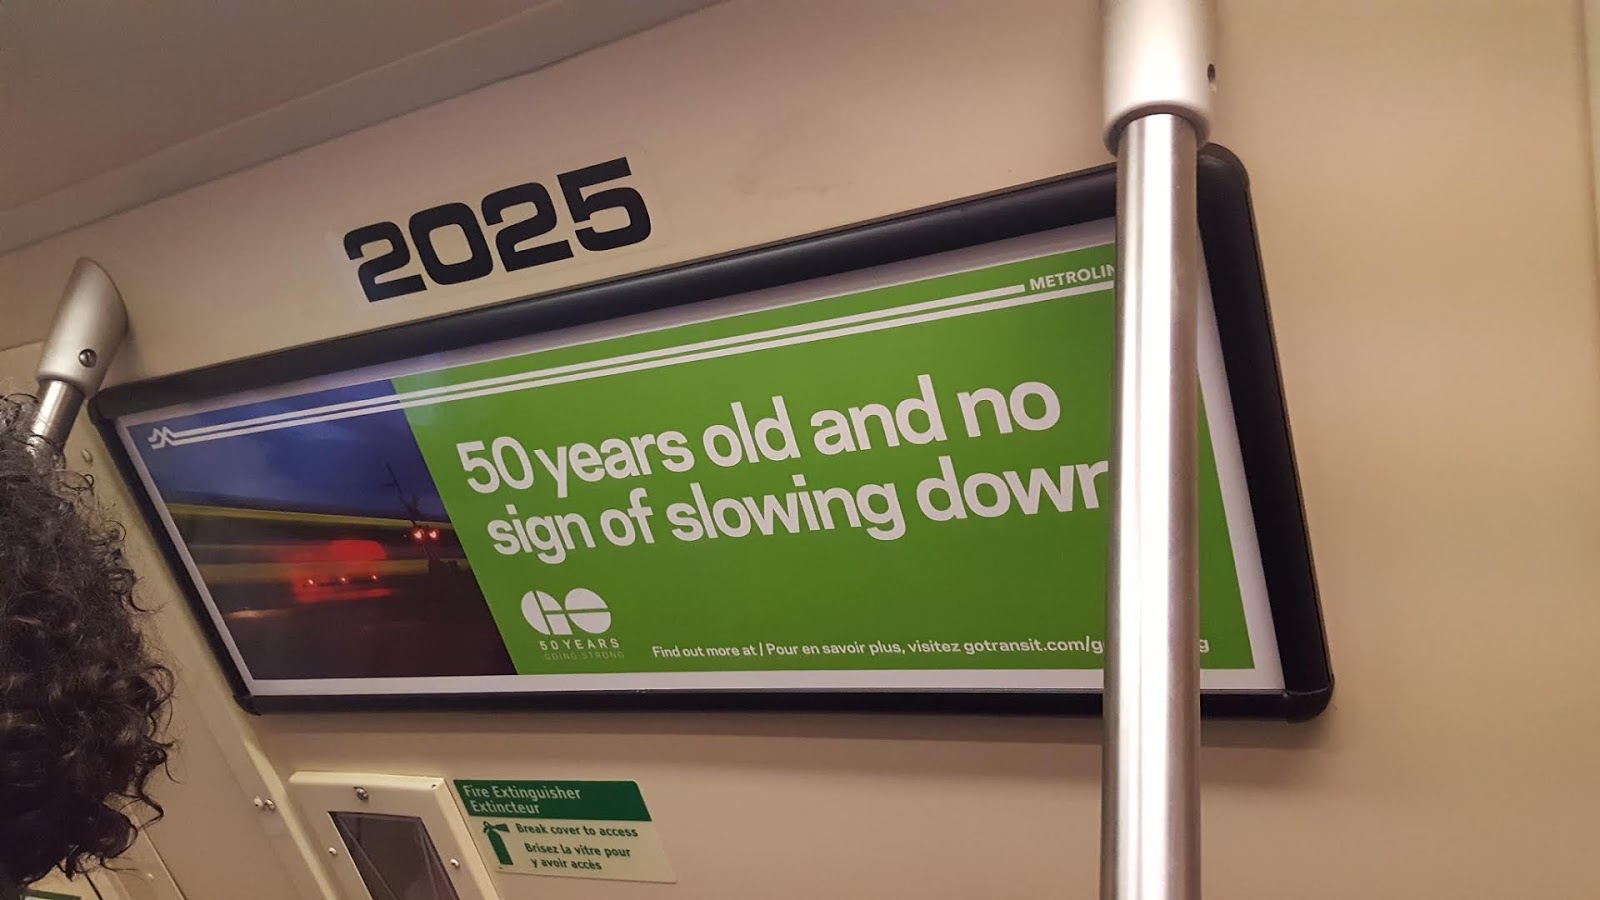 2025
METROLIN
50 years old and no
sign of slowing down
GO
50 YEARS
GOING STRONG
Find out more at / Pour en savoir plus, visitez gotransit.com/g
Fire Extinguisher
Extincteur
Break cover to access
Brisez la vitre pour
y avoir accès